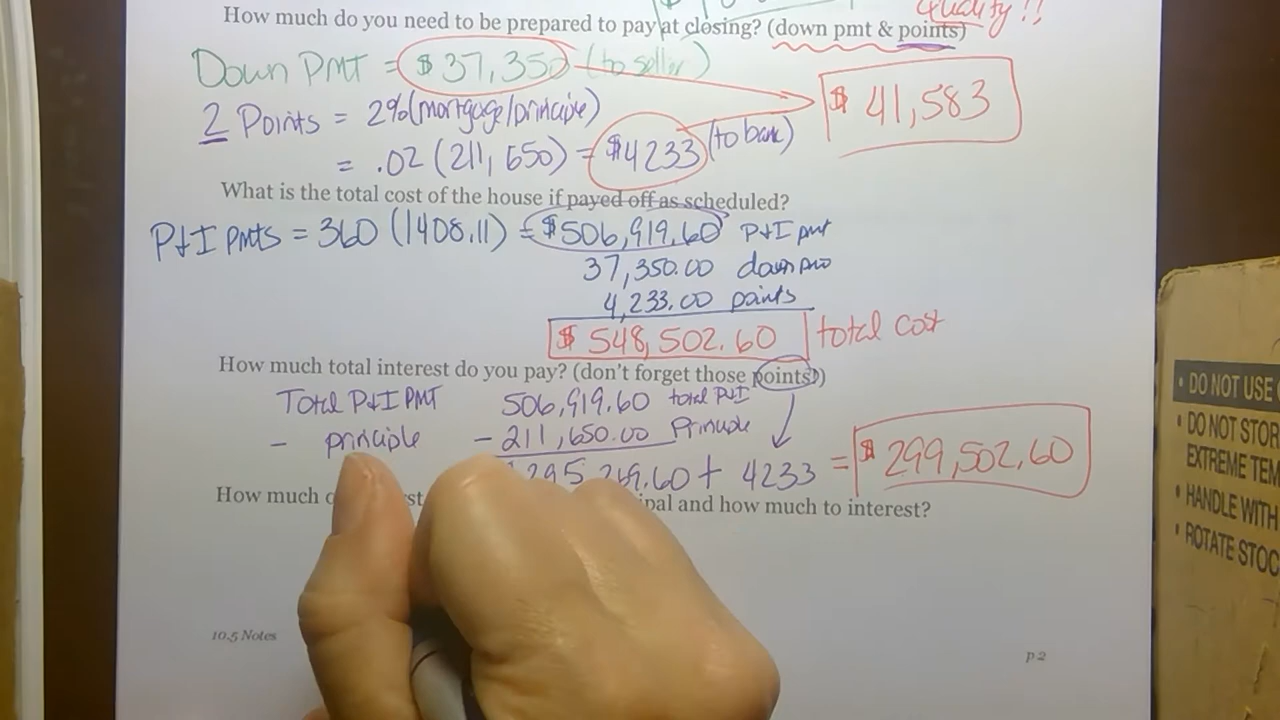 Quality!!
How much do you need to be prepared to pay at closing? (down pmt & points)
Down PMT = $37,350 (to seller)
$ 41,583
2 Points = 2% (mortgage/principle)
= .02 (211,650) = $4233 (to bank)
What is the total cost of the house if payed off as scheduled?
P+I pmts = 360 (1408.11) = $506,919.60 P+I pmt
37,350.00 down
4,233.00 points
$ 548,502.60 total cost
How much total interest do you pay? (don't forget those points!)
Total P+I PMT 506,919.60 total P+I
- principle - 211,650.00 Principle
295,269.60 + 4233 = $ 299,502.60
How much and how much to interest?
10.5 Notes
p 2
• DO NOT USE
• DO NOT STOR
EXTREME TEM
• HANDLE WITH
• ROTATE STOC